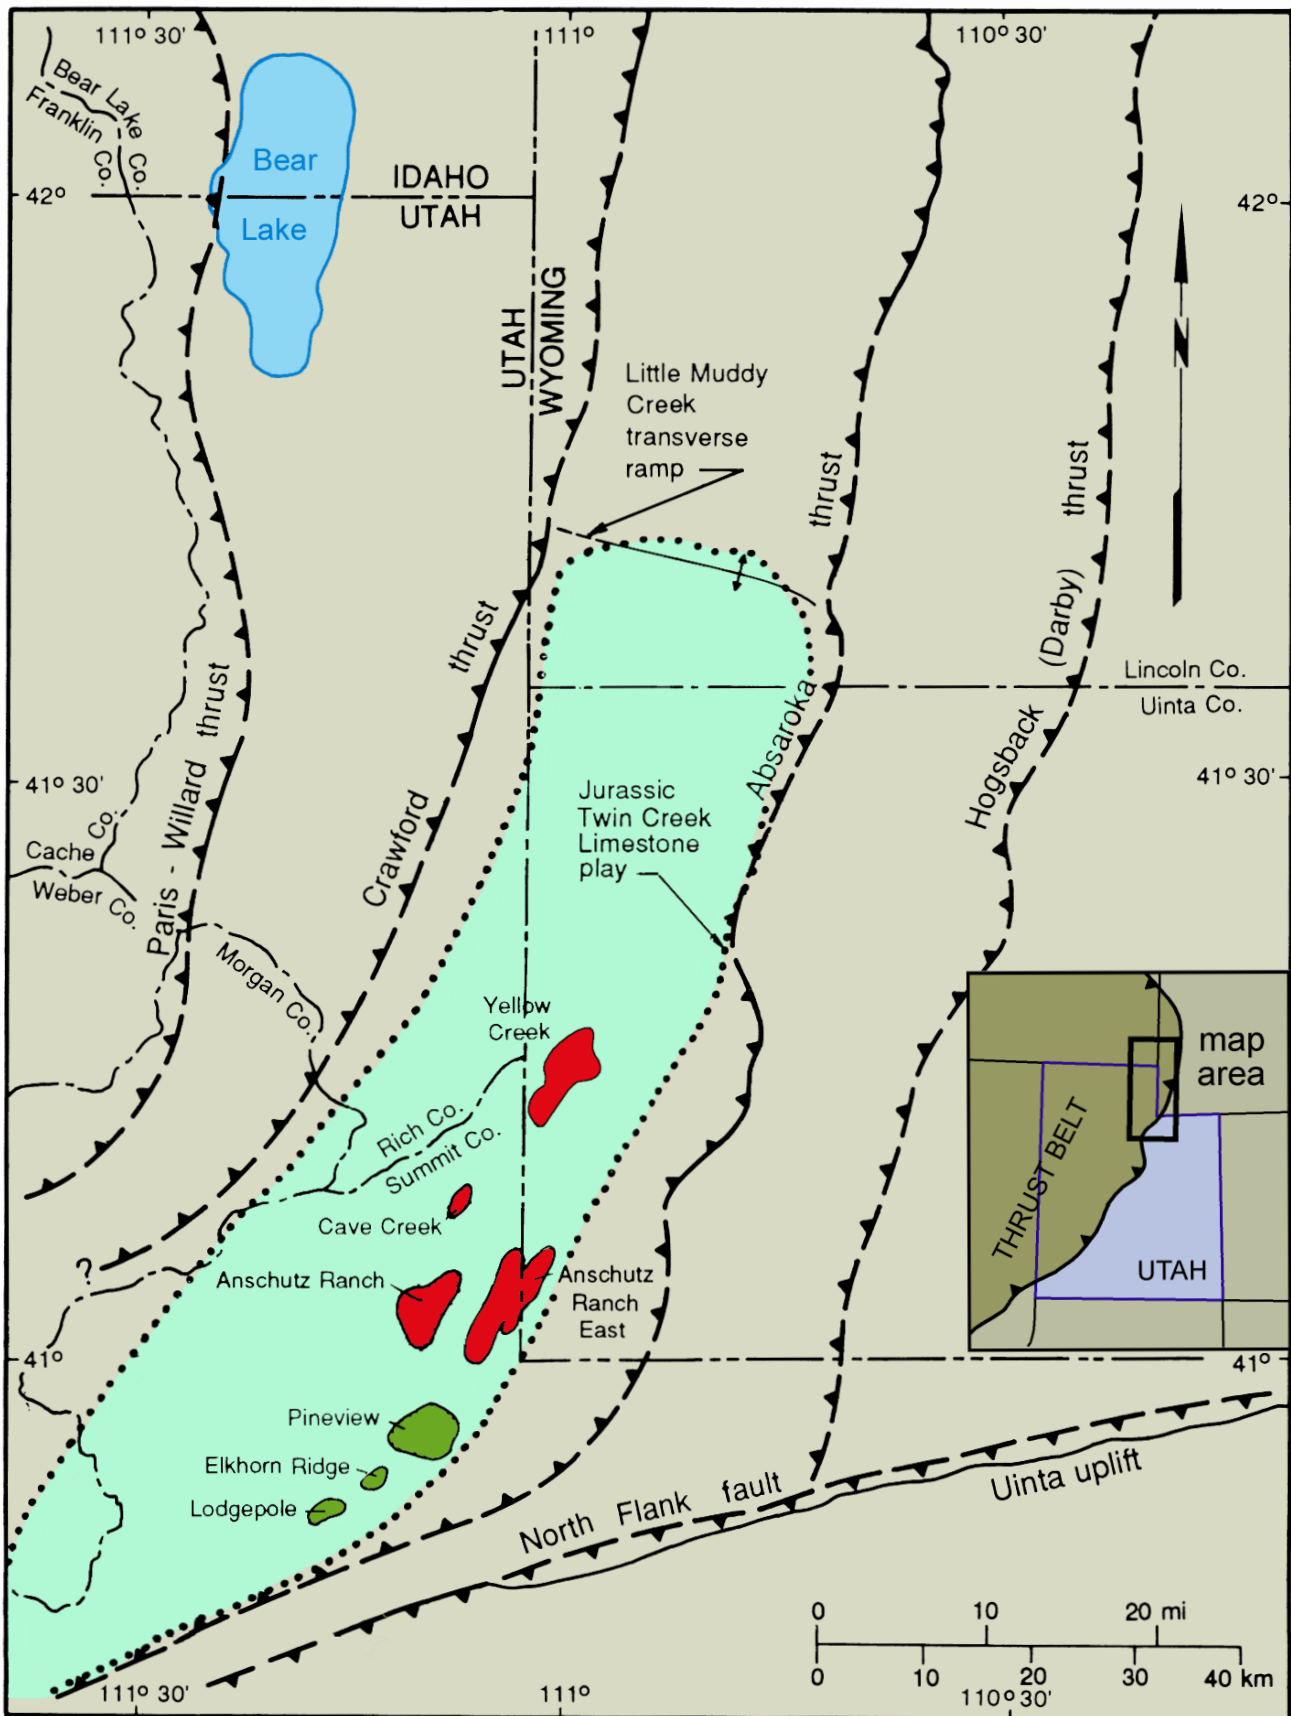 111° 30'
111°
110° 30'
Bear Lake Co.
Franklin Co.
Bear
Lake
IDAHO
UTAH
42°
42°
UTAH
WYOMING
N
Little Muddy
Creek
transverse
ramp
thrust
thrust
(Darby)
Hogsback
thrust
Crawford
thrust
Paris - Willard
Absaroka
Lincoln Co.
Uinta Co.
41° 30'
41° 30'
Jurassic
Twin Creek
Limestone
play
Cache Co.
Weber Co.
Morgan Co.
Yellow
Creek
Rich Co.
Summit Co.
Cave Creek
?
Anschutz Ranch
Anschutz
Ranch
East
map
area
THRUST BELT
UTAH
41°
41°
Pineview
Elkhorn Ridge
Lodgepole
North Flank fault
Uinta uplift
0 10 20 mi
0 10 20 30 40 km
111° 30'
111°
110° 30'